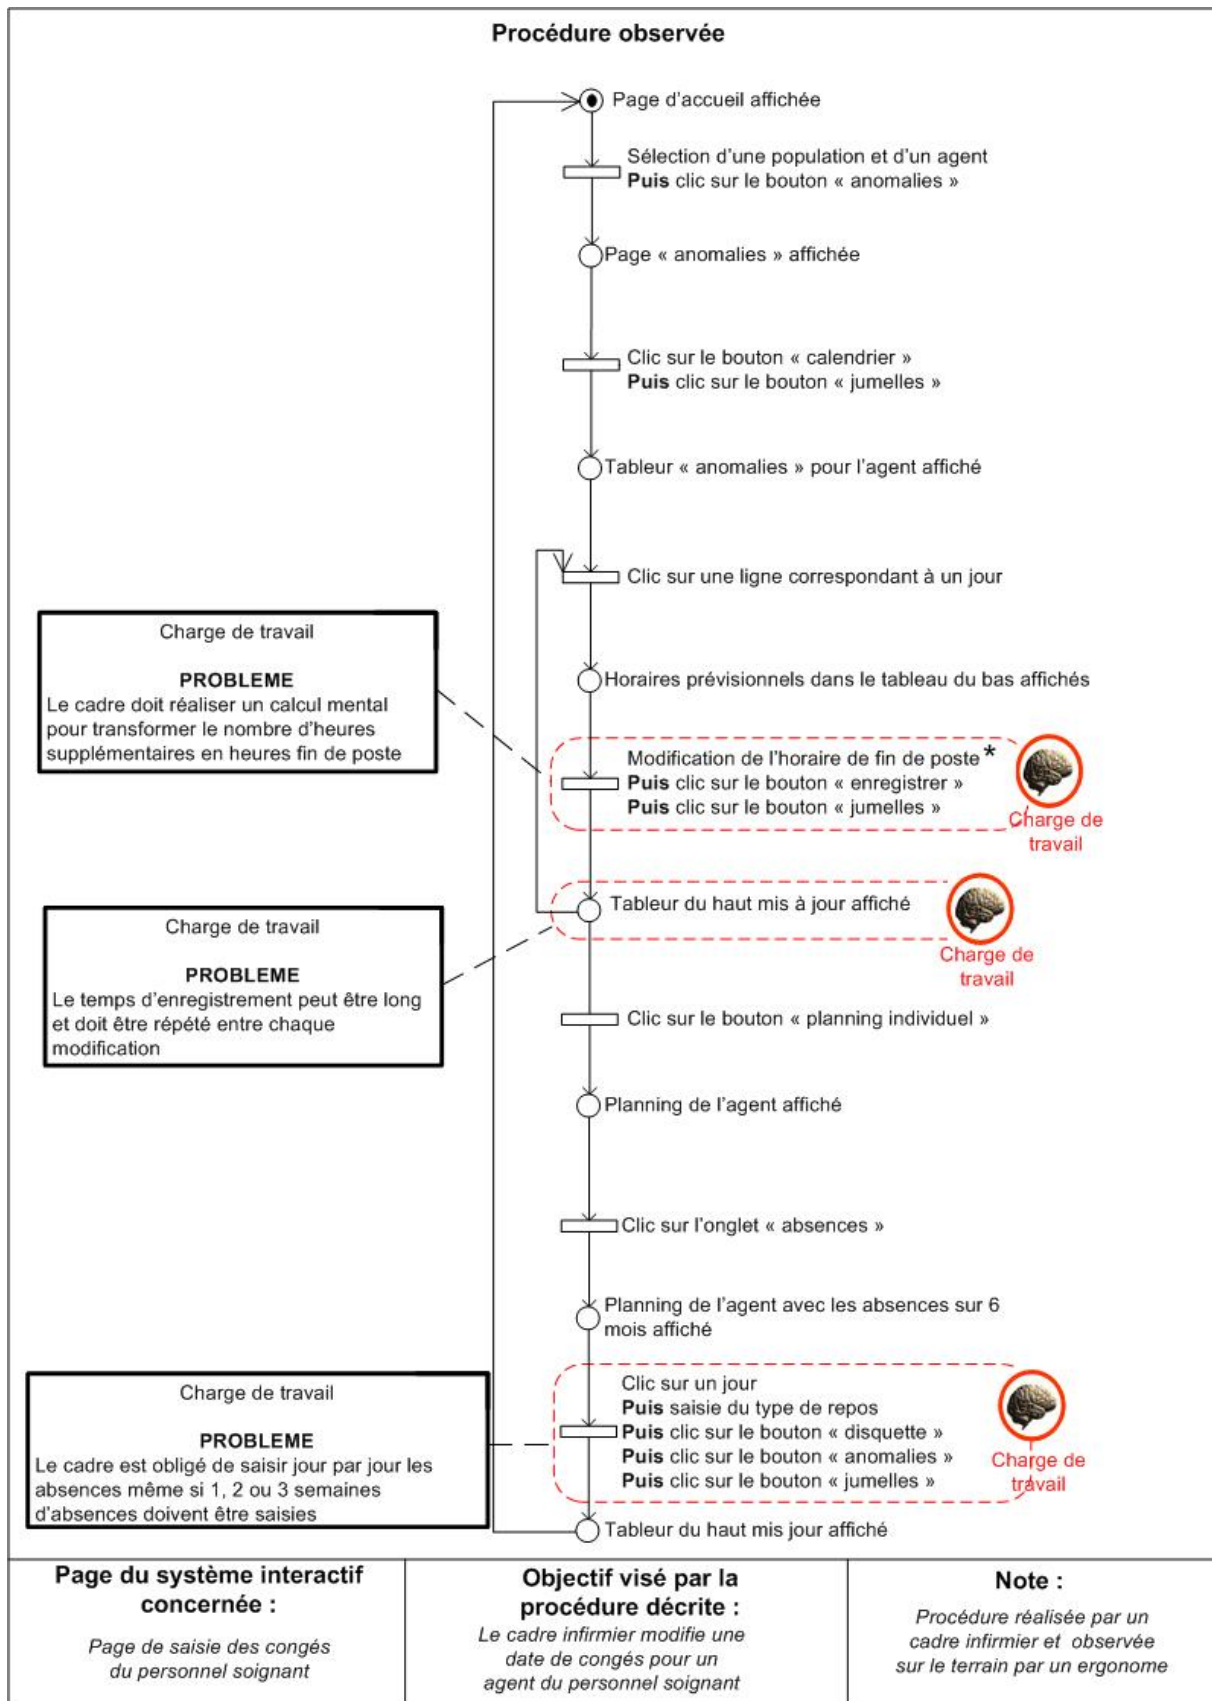 Procédure observée
Page d'accueil affichée
Sélection d'une population et d'un agent
Puis clic sur le bouton « anomalies »
Page « anomalies » affichée
Clic sur le bouton « calendrier »
Puis clic sur le bouton « jumelles »
Tableur « anomalies » pour l'agent affiché
Clic sur une ligne correspondant à un jour
Charge de travail
PROBLEME
Le cadre doit réaliser un calcul mental
pour transformer le nombre d'heures
supplémentaires en heures fin de poste
Horaires prévisionnels dans le tableau du bas affichés
Modification de l'horaire de fin de poste *
Puis clic sur le bouton « enregistrer »
Puis clic sur le bouton « jumelles »
Charge de
travail
Tableur du haut mis à jour affiché
Charge de
travail
Charge de travail
PROBLEME
Le temps d'enregistrement peut être long
et doit être répété entre chaque
modification
Clic sur le bouton « planning individuel »
Planning de l'agent affiché
Clic sur l'onglet « absences »
Planning de l'agent avec les absences sur 6
mois affiché
Charge de travail
PROBLEME
Le cadre est obligé de saisir jour par jour les
absences même si 1, 2 ou 3 semaines
d'absences doivent être saisies
Clic sur un jour
Puis saisie du type de repos
Puis clic sur le bouton « disquette »
Puis clic sur le bouton « anomalies »
Puis clic sur le bouton « jumelles »
Charge de
travail
Tableur du haut mis jour affiché
Page du système interactif
concernée :
Page de saisie des congés
du personnel soignant
Objectif visé par la
procédure décrite :
Le cadre infirmier modifie une
date de congés pour un
agent du personnel soignant
Note :
Procédure réalisée par un
cadre infirmier et observée
sur le terrain par un ergonome